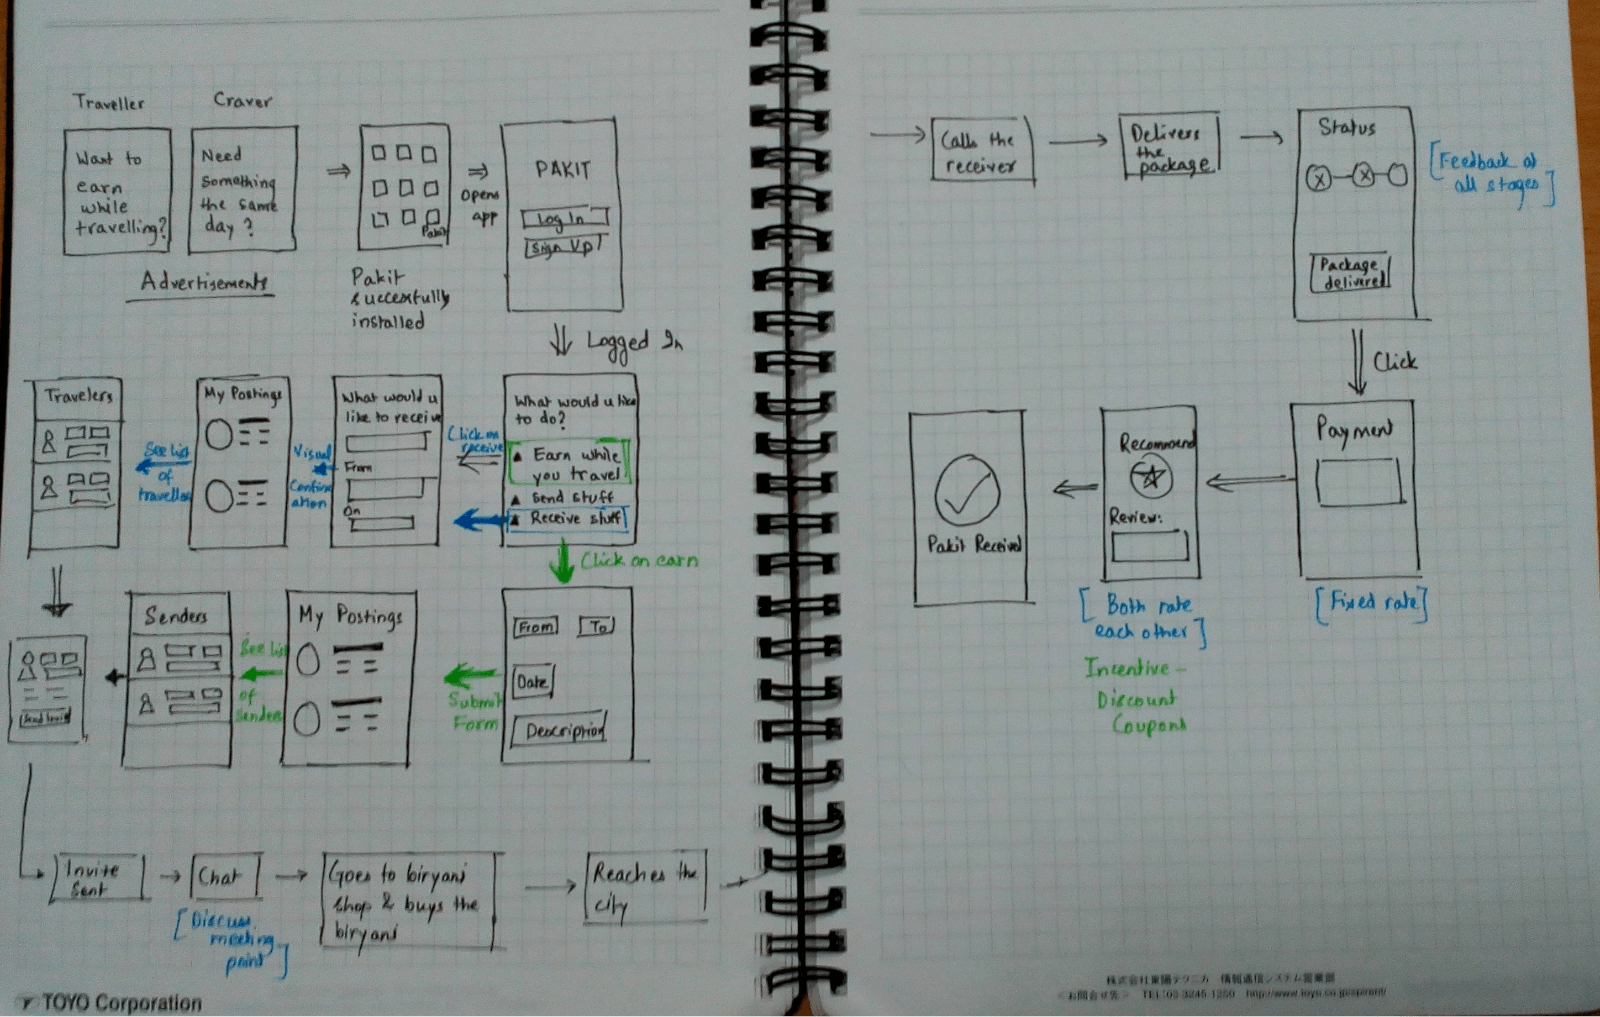 Traveller
Craver
Want to
earn
while
travelling?
Need
Something
the same
day?
Advertisements
Pakit
Pakit
successfully
installed
Opens
app
PAKIT
Log In
Sign Up
Logged In
What would u like
to do?
Earn while
you travel
Send stuff
Receive stuff
Click on
receive
What would u
like to receive
From
On
Visual
Confirm
ation
My Postings
See list
of
traveller
Travelers
Click on earn
From
To
Date
Description
Submit
Form
My Postings
See list
of
Senders
Senders
Send Invite
Invite
Sent
Chat
[Discuss
meeting
point]
Goes to biryani
shop & buys the
biryani
Reaches the
city
TOYO Corporation
Calls the
receiver
Delivers
the
package
Status
X
X
Package
delivered
[Feedback at
all stages]
Click
Payment
[Fixed rate]
Recommend
Review:
[Both rate
each other]
Incentive -
Discount
Coupons
Pakit Received
株式会社東陽テクニカ 情報通信システム営業部
<お問合せ先> TEL:03-3245-1250 http://www.toyo.co.jp/spirent/